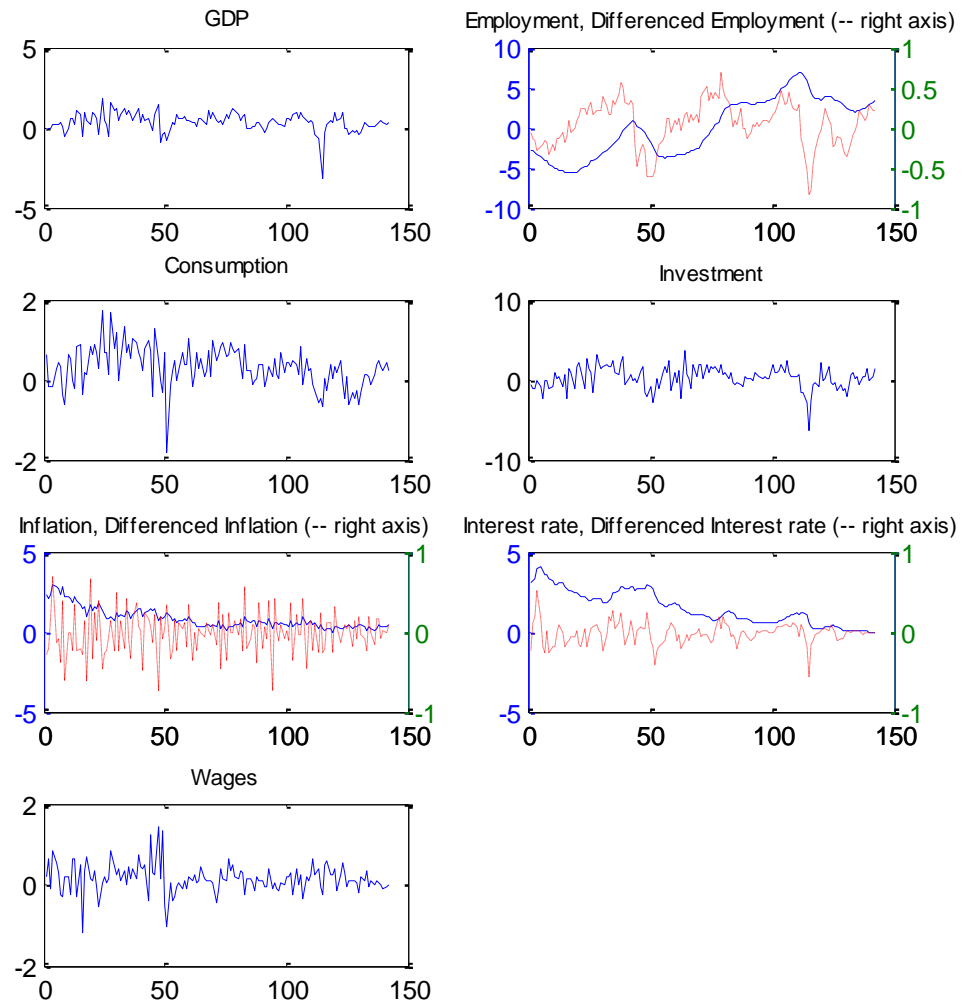 GDP
5
0
-5
0 50 100 150
Employment, Differenced Employment (-- right axis)
10
5
0
-5
-10
1
0.5
0
-0.5
-1
0 50 100 150
Consumption
2
0
-2
0 50 100 150
Investment
10
0
-10
0 50 100 150
Inflation, Differenced Inflation (-- right axis)
5
0
-5
1
0
-1
0 50 100 150
Interest rate, Differenced Interest rate (-- right axis)
5
0
-5
1
0
-1
0 50 100 150
Wages
2
0
-2
0 50 100 150